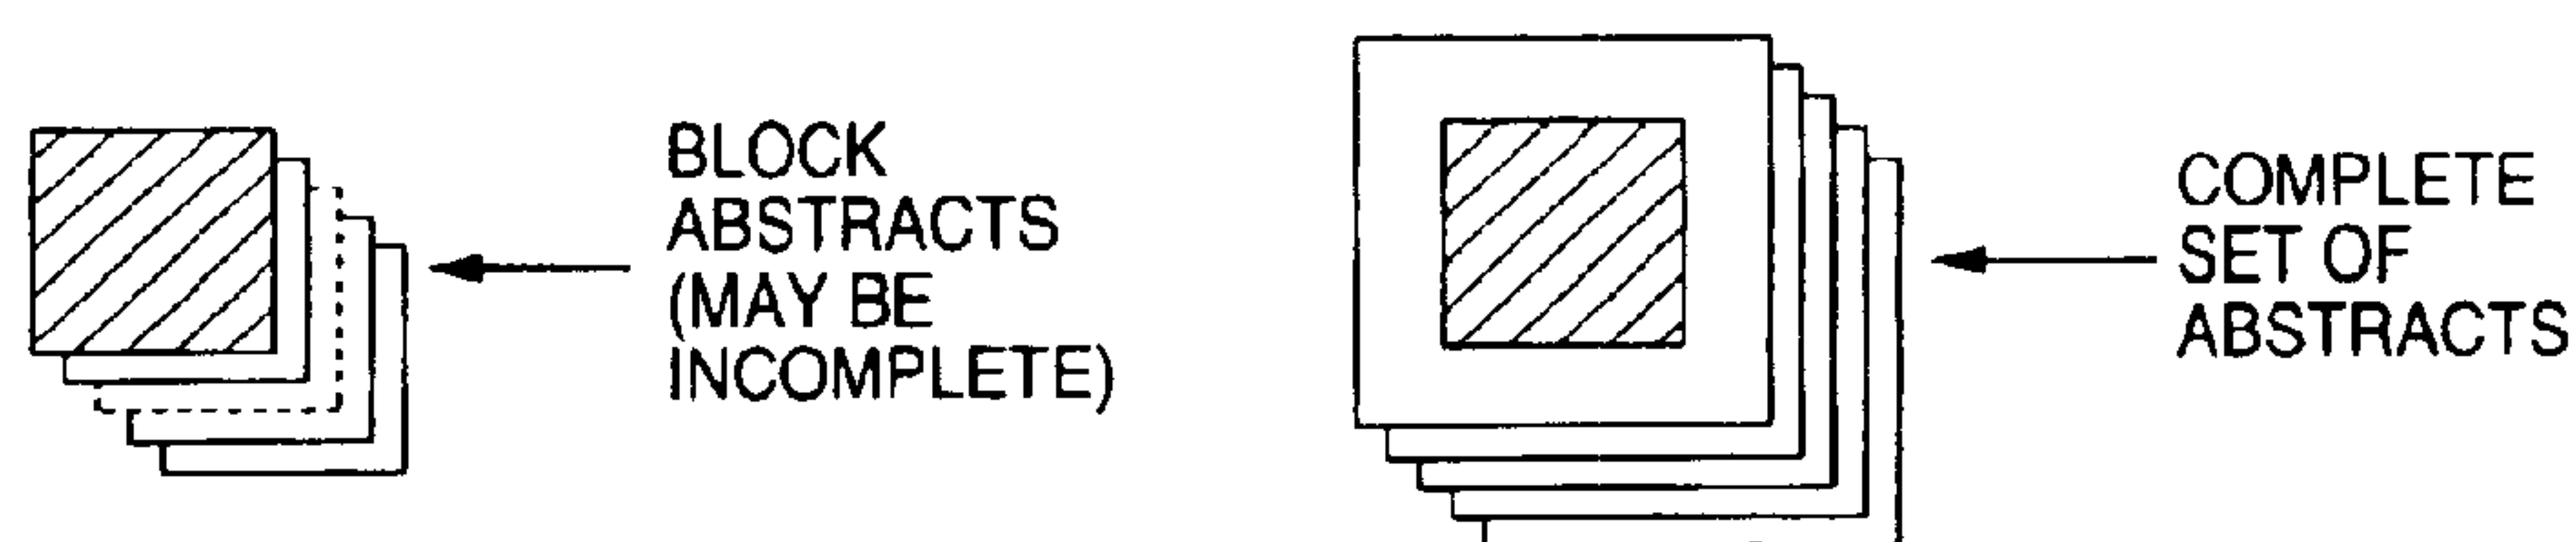 BLOCK
ABSTRACTS
(MAY BE
INCOMPLETE)
COMPLETE
SET OF
ABSTRACTS